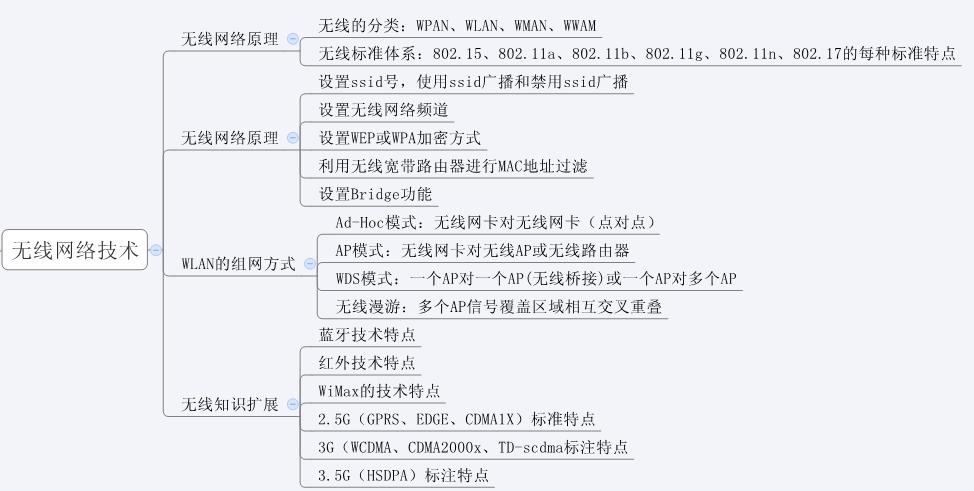 无线网络技术
无线网络原理
无线的分类：WPAN、WLAN、WMAN、WWAM
无线标准体系：802.15、802.11a、802.11b、802.11g、802.11n、802.17的每种标准特点
无线网络原理
设置ssid号，使用ssid广播和禁用ssid广播
设置无线网络频道
设置WEP或WPA加密方式
利用无线宽带路由器进行MAC地址过滤
设置Bridge功能
WLAN的组网方式
Ad-Hoc模式：无线网卡对无线网卡（点对点）
AP模式：无线网卡对无线AP或无线路由器
WDS模式：一个AP对一个AP(无线桥接)或一个AP对多个AP
无线漫游：多个AP信号覆盖区域相互交叉重叠
无线知识扩展
蓝牙技术特点
红外技术特点
WiMax的技术特点
2.5G（GPRS、EDGE、CDMA1X）标准特点
3G（WCDMA、CDMA2000x、TD-scdma标注特点
3.5G（HSDPA）标注特点